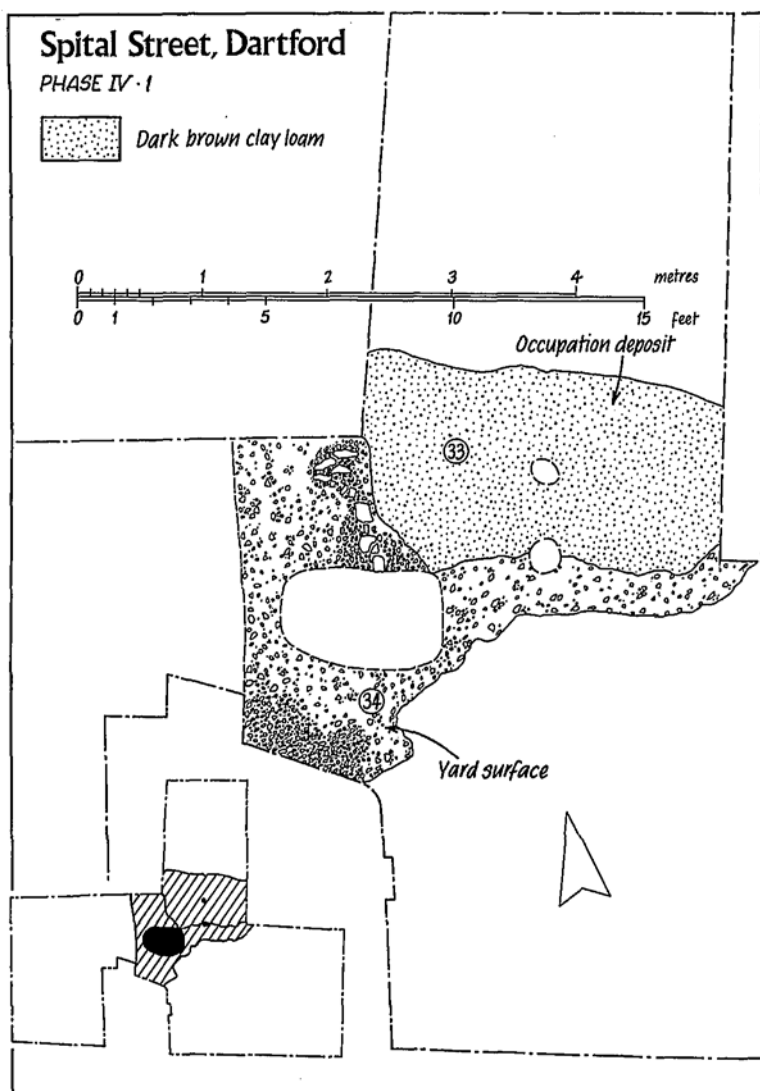 Spital Street, Dartford
PHASE IV·1
Dark brown clay loam
0 1 2 3 4 metres
0 1 5 10 15 feet
Occupation deposit
33
34
Yard surface